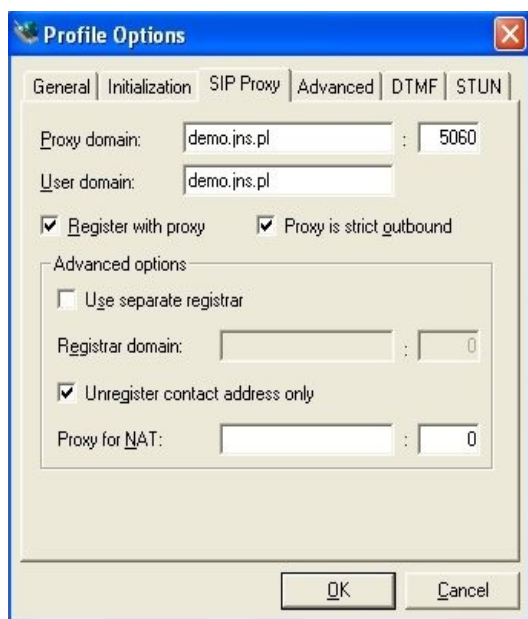 Profile Options
General Initialization SIP Proxy Advanced DTMF STUN
Proxy domain: demo.jns.pl : 5060
User domain: demo.jns.pl
Register with proxy Proxy is strict outbound
Advanced options
Use separate registrar
Registrar domain: : 0
Unregister contact address only
Proxy for NAT: : 0
OK Cancel